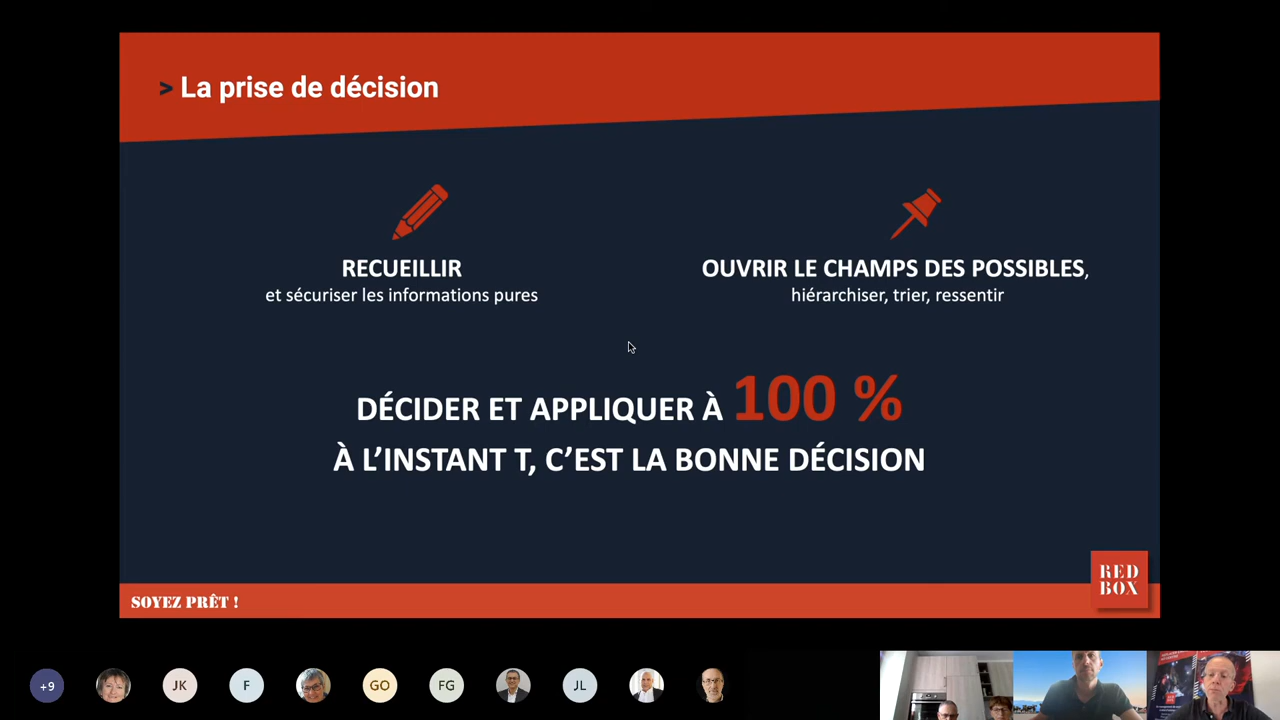 > La prise de décision
RECUEILLIR
et sécuriser les informations pures
OUVRIR LE CHAMPS DES POSSIBLES,
hiérarchiser, trier, ressentir
DÉCIDER ET APPLIQUER À 100 %
À L’INSTANT T, C’EST LA BONNE DÉCISION
RED
BOX
SOYEZ PRÊT !
+9
JK
F
GO
FG
JL